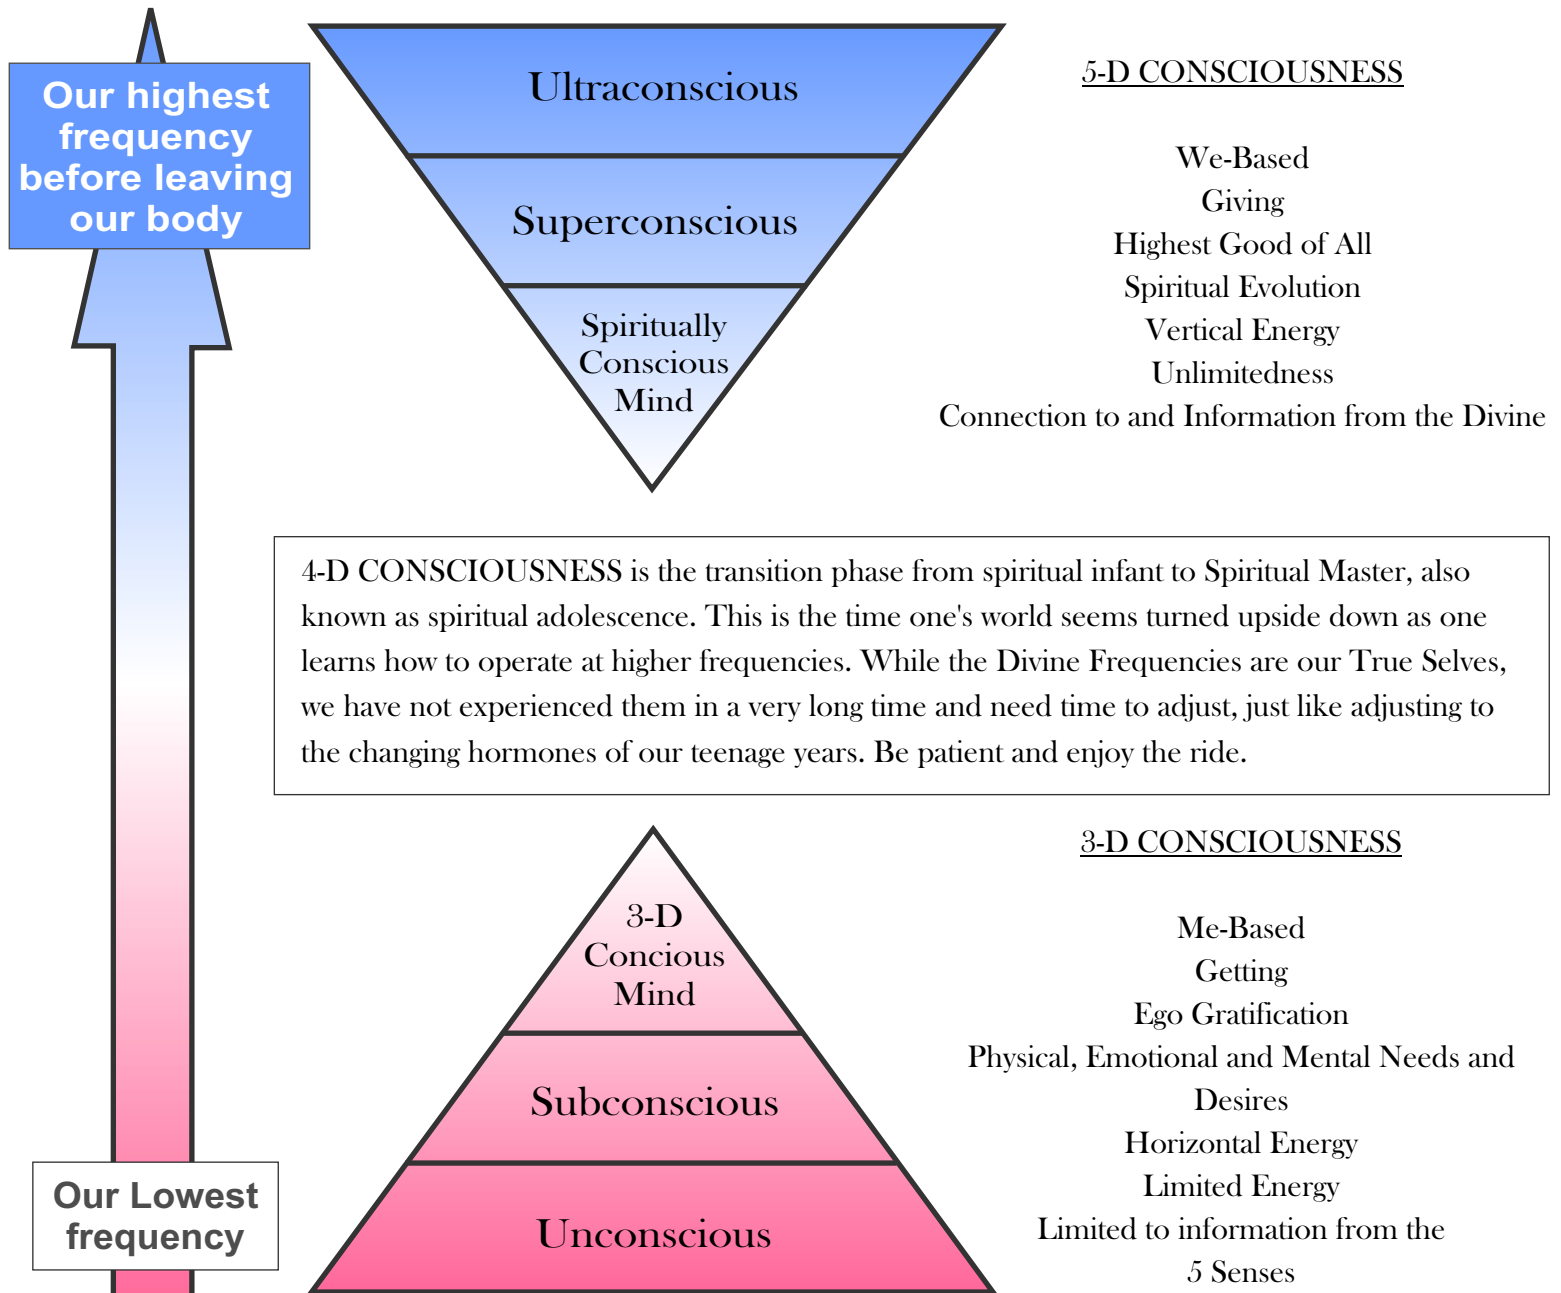 Our highest
frequency
before leaving
our body
Ultraconscious
Superconscious
Spiritually
Conscious
Mind
5-D CONSCIOUSNESS
We-Based
Giving
Highest Good of All
Spiritual Evolution
Vertical Energy
Unlimitedness
Connection to and Information from the Divine
4-D CONSCIOUSNESS is the transition phase from spiritual infant to Spiritual Master, also
known as spiritual adolescence. This is the time one's world seems turned upside down as one
learns how to operate at higher frequencies. While the Divine Frequencies are our True Selves,
we have not experienced them in a very long time and need time to adjust, just like adjusting to
the changing hormones of our teenage years. Be patient and enjoy the ride.
3-D
Concious
Mind
Subconscious
Unconscious
3-D CONSCIOUSNESS
Me-Based
Getting
Ego Gratification
Physical, Emotional and Mental Needs and
Desires
Horizontal Energy
Limited Energy
Limited to information from the
5 Senses
Our Lowest
frequency